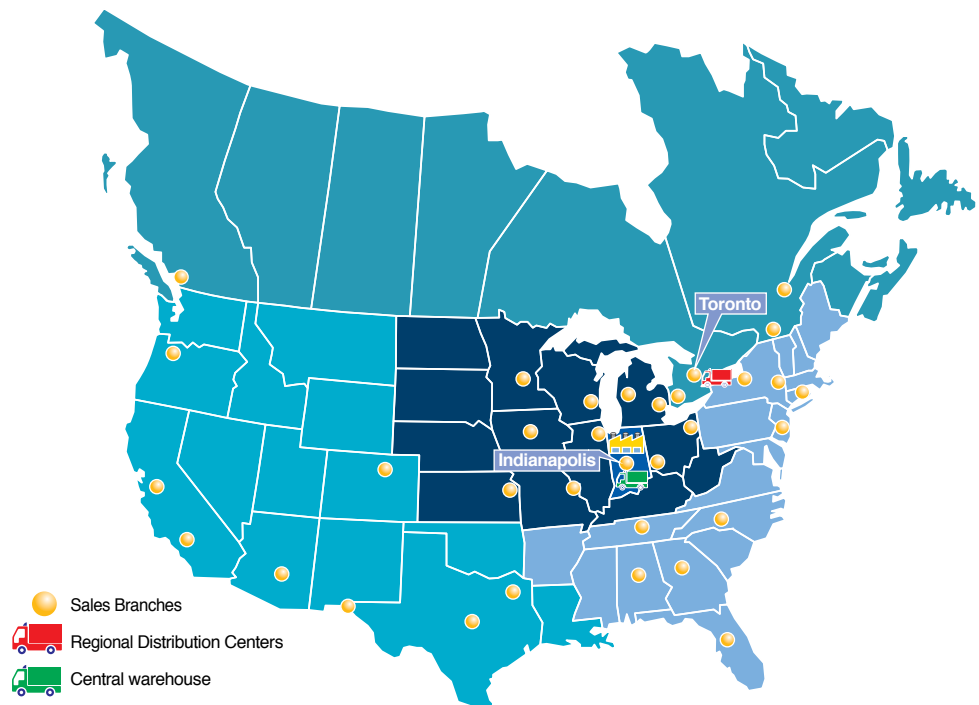 Toronto
Indianapolis
Sales Branches
Regional Distribution Centers
Central warehouse